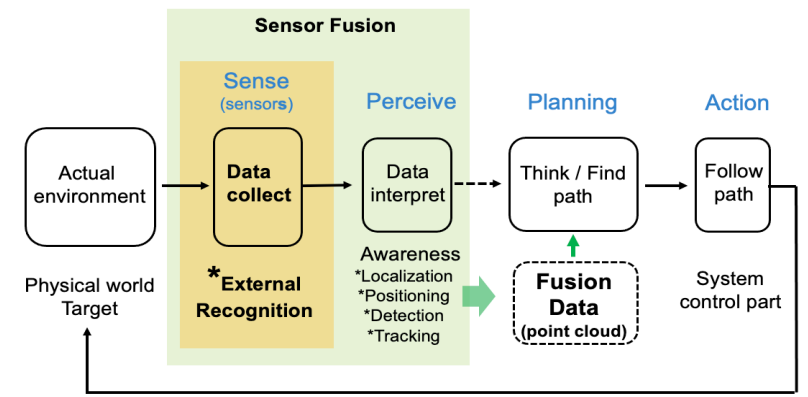 Sensor Fusion
Sense
(sensors)
Perceive
Planning
Action
Actual
environment
Data
collect
Data
interpret
Think / Find
path
Follow
path
*External
Recognition
Awareness
*Localization
*Positioning
*Detection
*Tracking
Physical world
Target
Fusion
Data
(point cloud)
System
control part